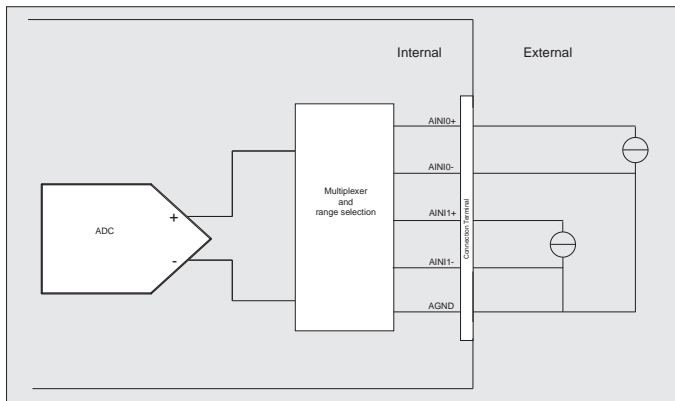 Internal
External
AINI0+
AINI0-
AINI1+
AINI1-
AGND
Connection Terminal
Multiplexer
and
range selection
ADC
+
-